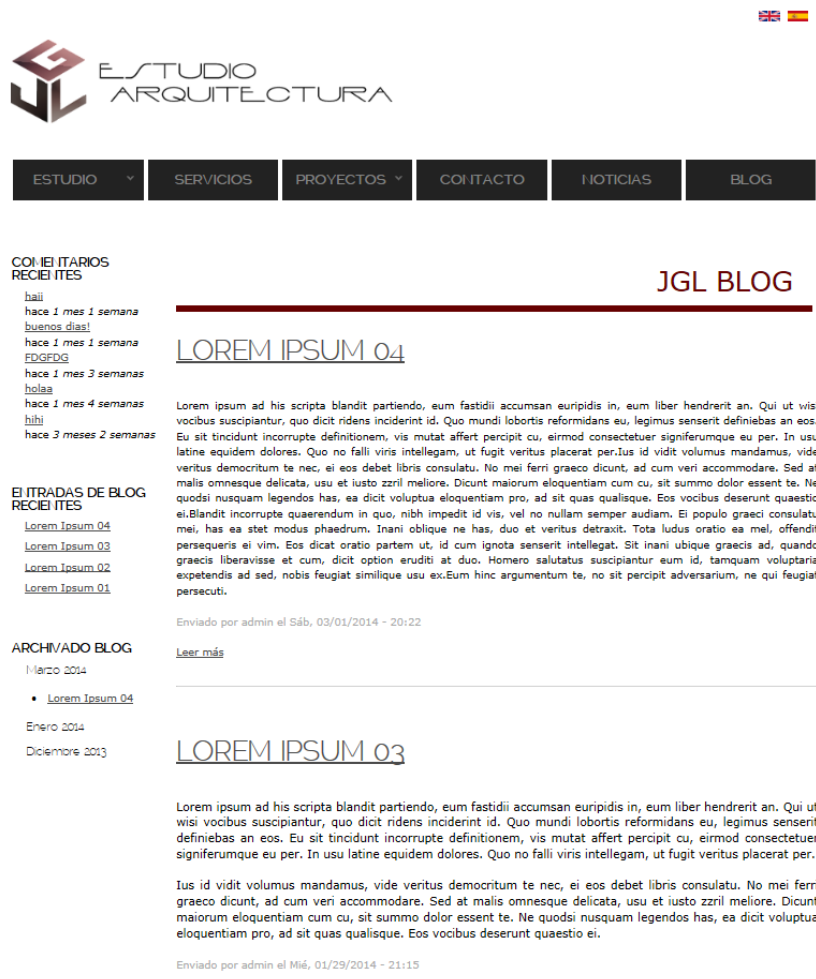 JGL
ESTUDIO
ARQUITECTURA
ESTUDIO
SERVICIOS
PROYECTOS
CONTACTO
NOTICIAS
BLOG
COMENTARIOS
RECIENTES
haii
hace 1 mes 1 semana
buenos dias!
hace 1 mes 1 semana
FDGFDG
hace 1 mes 3 semanas
holaa
hace 1 mes 4 semanas
hihi
hace 3 meses 2 semanas
ENTRADAS DE BLOG
RECIENTES
Lorem Ipsum 04
Lorem Ipsum 03
Lorem Ipsum 02
Lorem Ipsum 01
ARCHIVADO BLOG
Marzo 2014
• Lorem Ipsum 04
Enero 2014
Diciembre 2013
JGL BLOG
LOREM IPSUM 04
Lorem ipsum ad his scripta blandit partiendo, eum fastidii accumsan euripidis in, eum liber hendrerit an. Qui ut wisi
vocibus suscipiantur, quo dicit ridens inciderint id. Quo mundi lobortis reformidans eu, legimus senserit definiebas an eos.
Eu sit tincidunt incorrupte definitionem, vis mutat affert percipit cu, eirmod consectetuer signiferumque eu per. In usu
latine equidem dolores. Quo no falli viris intellegam, ut fugit veritus placerat per.Ius id vidit volumus mandamus, vide
veritus democritum te nec, ei eos debet libris consulatu. No mei ferri graeco dicunt, ad cum veri accommodare. Sed at
malis omnesque delicata, usu et iusto zzril meliore. Dicunt maiorum eloquentiam cum cu, sit summo dolor essent te. Ne
quodsi nusquam legendos has, ea dicit voluptua eloquentiam pro, ad sit quas qualisque. Eos vocibus deserunt quaestio
ei.Blandit incorrupte quaerendum in quo, nibh impedit id vis, vel no nullam semper audiam. Ei populo graeci consulatu
mei, has ea stet modus phaedrum. Inani oblique ne has, duo et veritus detraxit. Tota ludus oratio ea mel, offendit
persequeris ei vim. Eos dicat oratio partem ut, id cum ignota senserit intellegat. Sit inani ubique graecis ad, quando
graecis liberavisse et cum, dicit option eruditi at duo. Homero salutatus suscipiantur eum id, tamquam voluptaria
expetendis ad sed, nobis feugiat similique usu ex.Eum hinc argumentum te, no sit percipit adversarium, ne qui feugiat
persecuti.
Enviado por admin el Sáb, 03/01/2014 - 20:22
Leer más
LOREM IPSUM 03
Lorem ipsum ad his scripta blandit partiendo, eum fastidii accumsan euripidis in, eum liber hendrerit an. Qui ut
wisi vocibus suscipiantur, quo dicit ridens inciderint id. Quo mundi lobortis reformidans eu, legimus senserit
definiebas an eos. Eu sit tincidunt incorrupte definitionem, vis mutat affert percipit cu, eirmod consectetuer
signiferumque eu per. In usu latine equidem dolores. Quo no falli viris intellegam, ut fugit veritus placerat per.
Ius id vidit volumus mandamus, vide veritus democritum te nec, ei eos debet libris consulatu. No mei ferri
graeco dicunt, ad cum veri accommodare. Sed at malis omnesque delicata, usu et iusto zzril meliore. Dicunt
maiorum eloquentiam cum cu, sit summo dolor essent te. Ne quodsi nusquam legendos has, ea dicit voluptua
eloquentiam pro, ad sit quas qualisque. Eos vocibus deserunt quaestio ei.
Enviado por admin el Mié, 01/29/2014 - 21:15